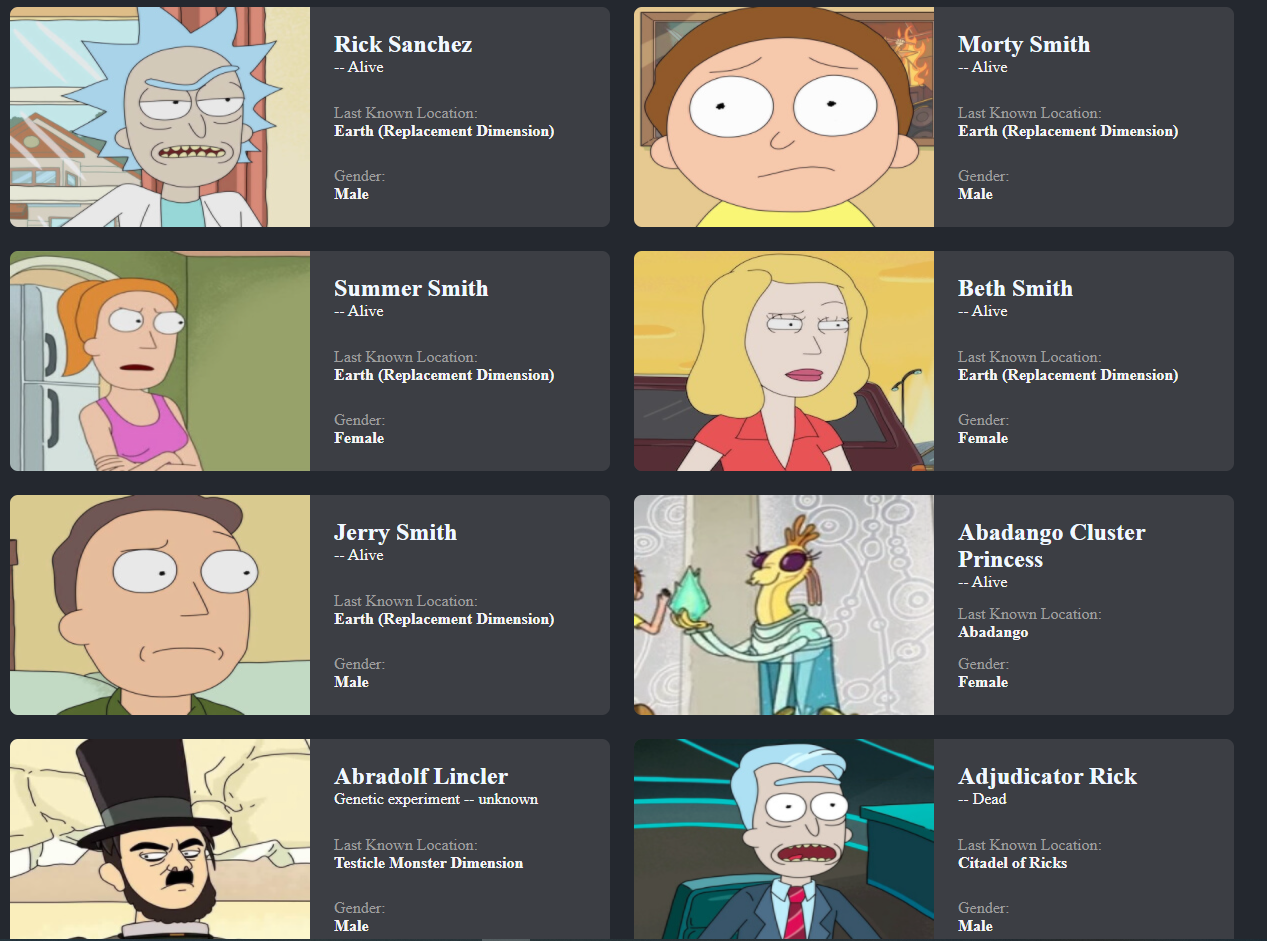 Rick Sanchez
-- Alive
Last Known Location:
Earth (Replacement Dimension)
Gender:
Male
Morty Smith
-- Alive
Last Known Location:
Earth (Replacement Dimension)
Gender:
Male
Summer Smith
-- Alive
Last Known Location:
Earth (Replacement Dimension)
Gender:
Female
Beth Smith
-- Alive
Last Known Location:
Earth (Replacement Dimension)
Gender:
Female
Jerry Smith
-- Alive
Last Known Location:
Earth (Replacement Dimension)
Gender:
Male
Abadango Cluster
Princess
-- Alive
Last Known Location:
Abadango
Gender:
Female
Abradolf Lincler
Genetic experiment -- unknown
Last Known Location:
Testicle Monster Dimension
Gender:
Male
Adjudicator Rick
-- Dead
Last Known Location:
Citadel of Ricks
Gender:
Male